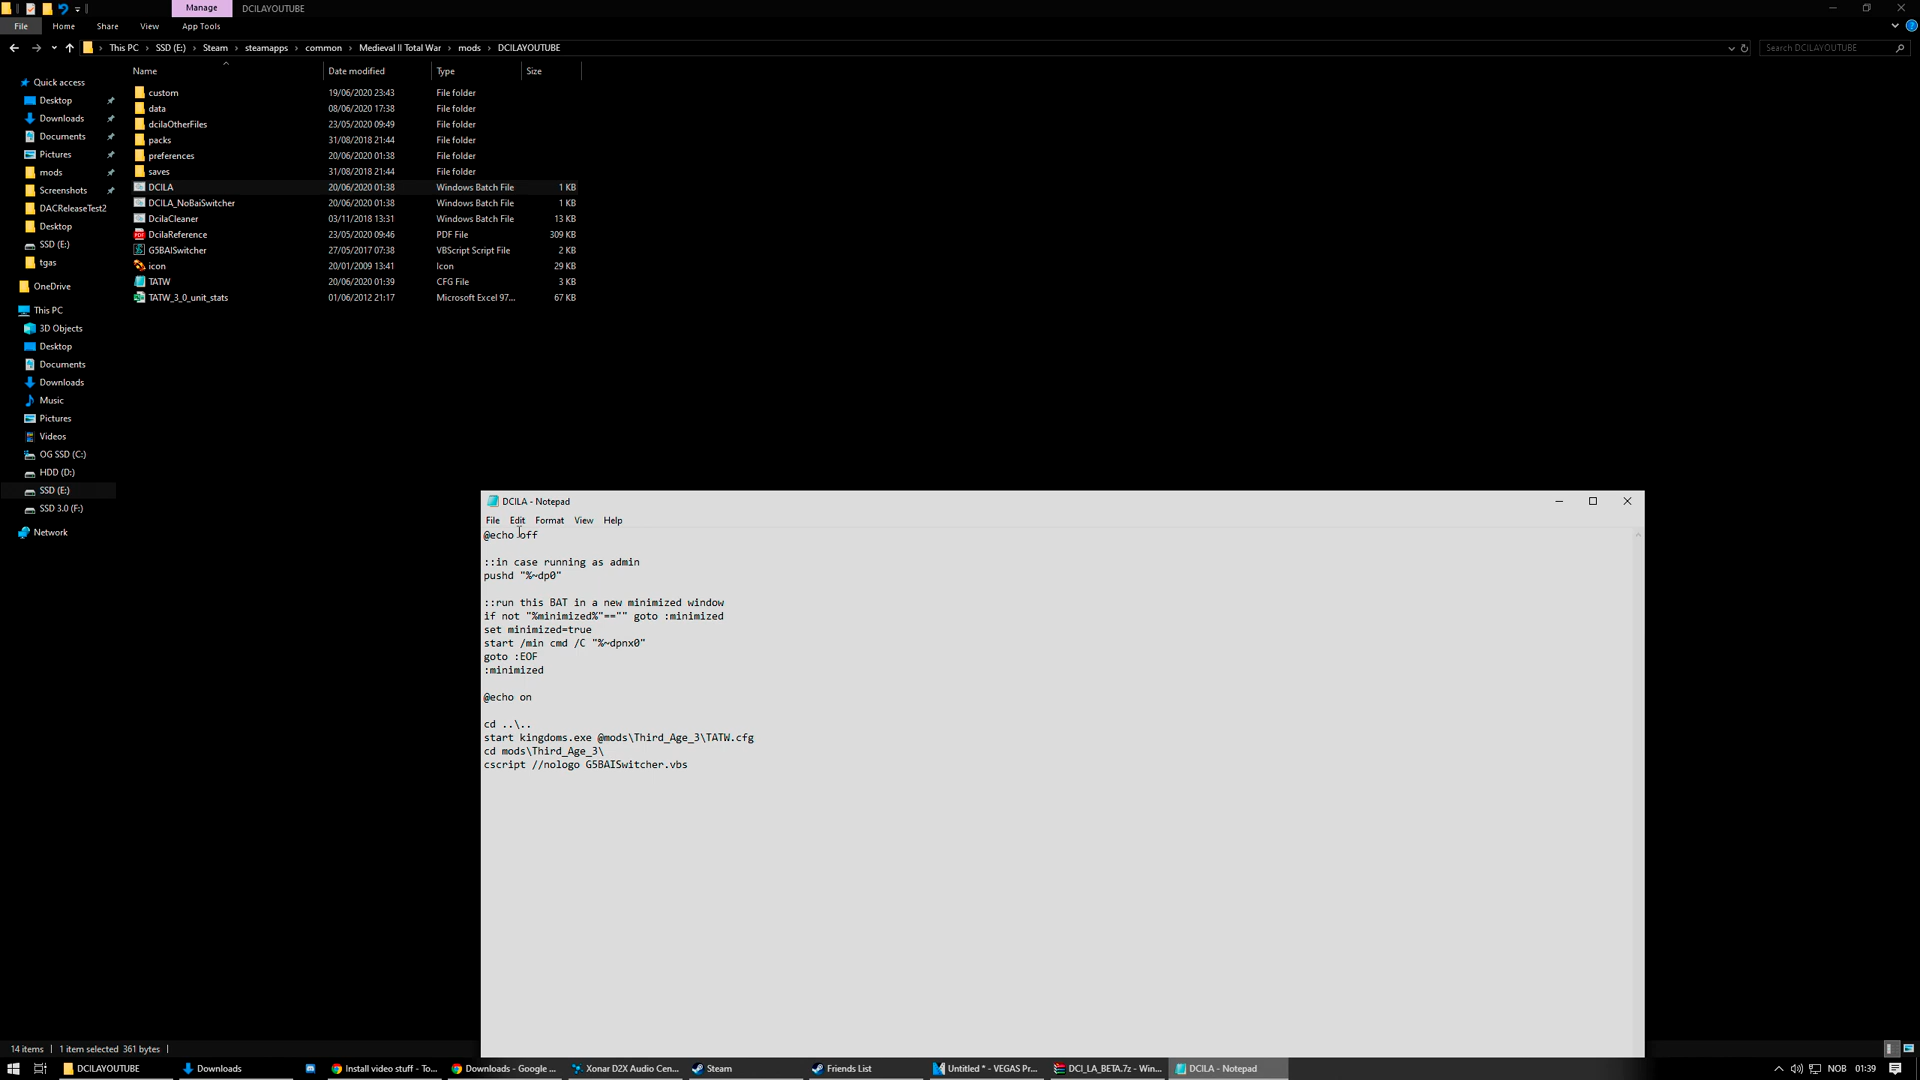 Manage
DCILAYOUTUBE
File
Home
Share
View
App Tools
This PC
SSD (E:)
Steam
steamapps
common
Medieval II Total War
mods
DCILAYOUTUBE
Search DCILAYOUTUBE
Name
Date modified
Type
Size
Quick access
Desktop
Downloads
Documents
Pictures
mods
Screenshots
DACReleaseTest2
Desktop
SSD (E:)
tgas
OneDrive
This PC
3D Objects
Desktop
Documents
Downloads
Music
Pictures
Videos
OG SSD (C:)
HDD (D:)
SSD (E:)
SSD 3.0 (F:)
Network
custom 19/06/2020 23:43 File folder
data 08/06/2020 17:38 File folder
dcilaOtherFiles 23/05/2020 09:49 File folder
packs 31/08/2018 21:44 File folder
preferences 20/06/2020 01:38 File folder
saves 31/08/2018 21:44 File folder
DCILA 20/06/2020 01:38 Windows Batch File 1 KB
DCILA_NoBaiSwitcher 20/06/2020 01:38 Windows Batch File 1 KB
DcilaCleaner 03/11/2018 13:31 Windows Batch File 13 KB
DcilaReference 23/05/2020 09:46 PDF File 309 KB
G5BAISwitcher 27/05/2017 07:38 VBScript Script File 2 KB
icon 20/01/2009 13:41 Icon 29 KB
TATW 20/06/2020 01:39 CFG File 3 KB
TATW_3_0_unit_stats 01/06/2012 21:17 Microsoft Excel 97... 67 KB
DCILA - Notepad
File Edit Format View Help
@echo off
::in case running as admin
pushd "%~dp0"
::run this BAT in a new minimized window
if not "%minimized%"=="" goto :minimized
set minimized=true
start /min cmd /C "%~dpnx0"
goto :EOF
:minimized
@echo on
cd ..\..
start kingdoms.exe @mods\Third_Age_3\TATW.cfg
cd mods\Third_Age_3\
cscript //nologo G5BAISwitcher.vbs
14 items
1 item selected 361 bytes
DCILAYOUTUBE
Downloads
Install video stuff - To...
Downloads - Google ...
Xonar D2X Audio Cen...
Steam
Friends List
Untitled * - VEGAS Pr...
DCI_LA_BETA.7z - Win...
DCILA - Notepad
NOB
01:39